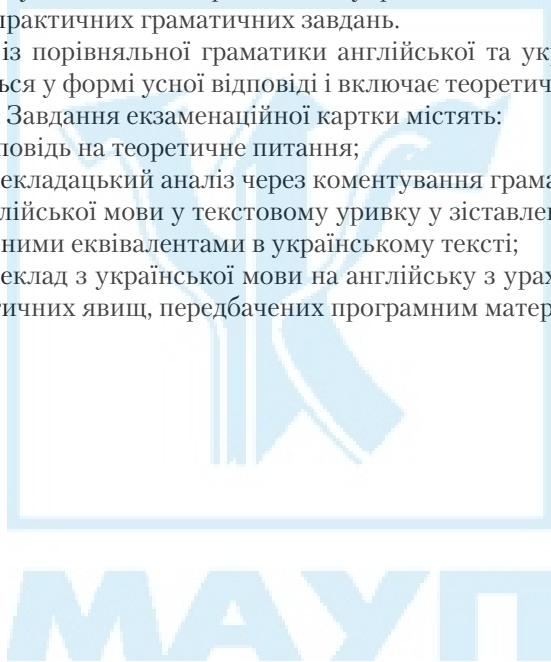 практичних граматичних завдань.
із порівняльної граматики англійської та ук
ься у формі усної відповіді і включає теоретич
Завдання екзаменаційної картки містять:
повідь на теоретичне питання;
екладацький аналіз через коментування грама
лійської мови у текстовому уривку у зіставлен
ними еквівалентами в українському тексті;
еклад з української мови на англійську з урах
тичних явищ, передбачених програмним матер
МАУП